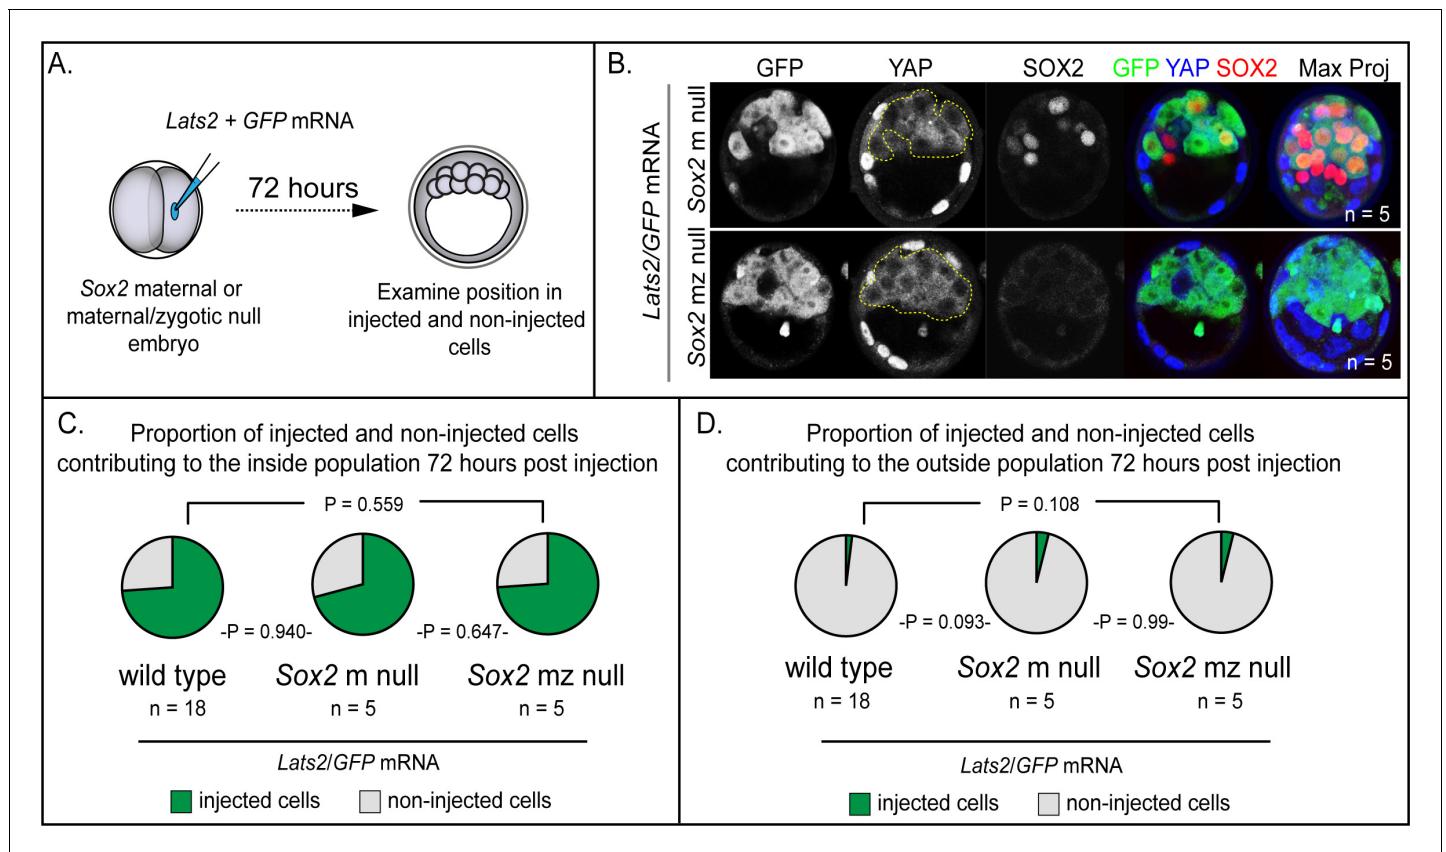 A.
Lats2 + GFP mRNA
72 hours
Sox2 maternal or
maternal/zygotic null
embryo
Examine position in
injected and non-injected
cells
B.
GFP YAP SOX2 GFP YAP SOX2 Max Proj
Lats2/GFP mRNA
Sox2 m null
n = 5
Sox2 mz null
n = 5
C.
Proportion of injected and non-injected cells
contributing to the inside population 72 hours post injection
P = 0.559
-P = 0.940- -P = 0.647-
wild type Sox2 m null Sox2 mz null
n = 18 n = 5 n = 5
Lats2/GFP mRNA
injected cells non-injected cells
D.
Proportion of injected and non-injected cells
contributing to the outside population 72 hours post injection
P = 0.108
-P = 0.093- -P = 0.99-
wild type Sox2 m null Sox2 mz null
n = 18 n = 5 n = 5
Lats2/GFP mRNA
injected cells non-injected cells